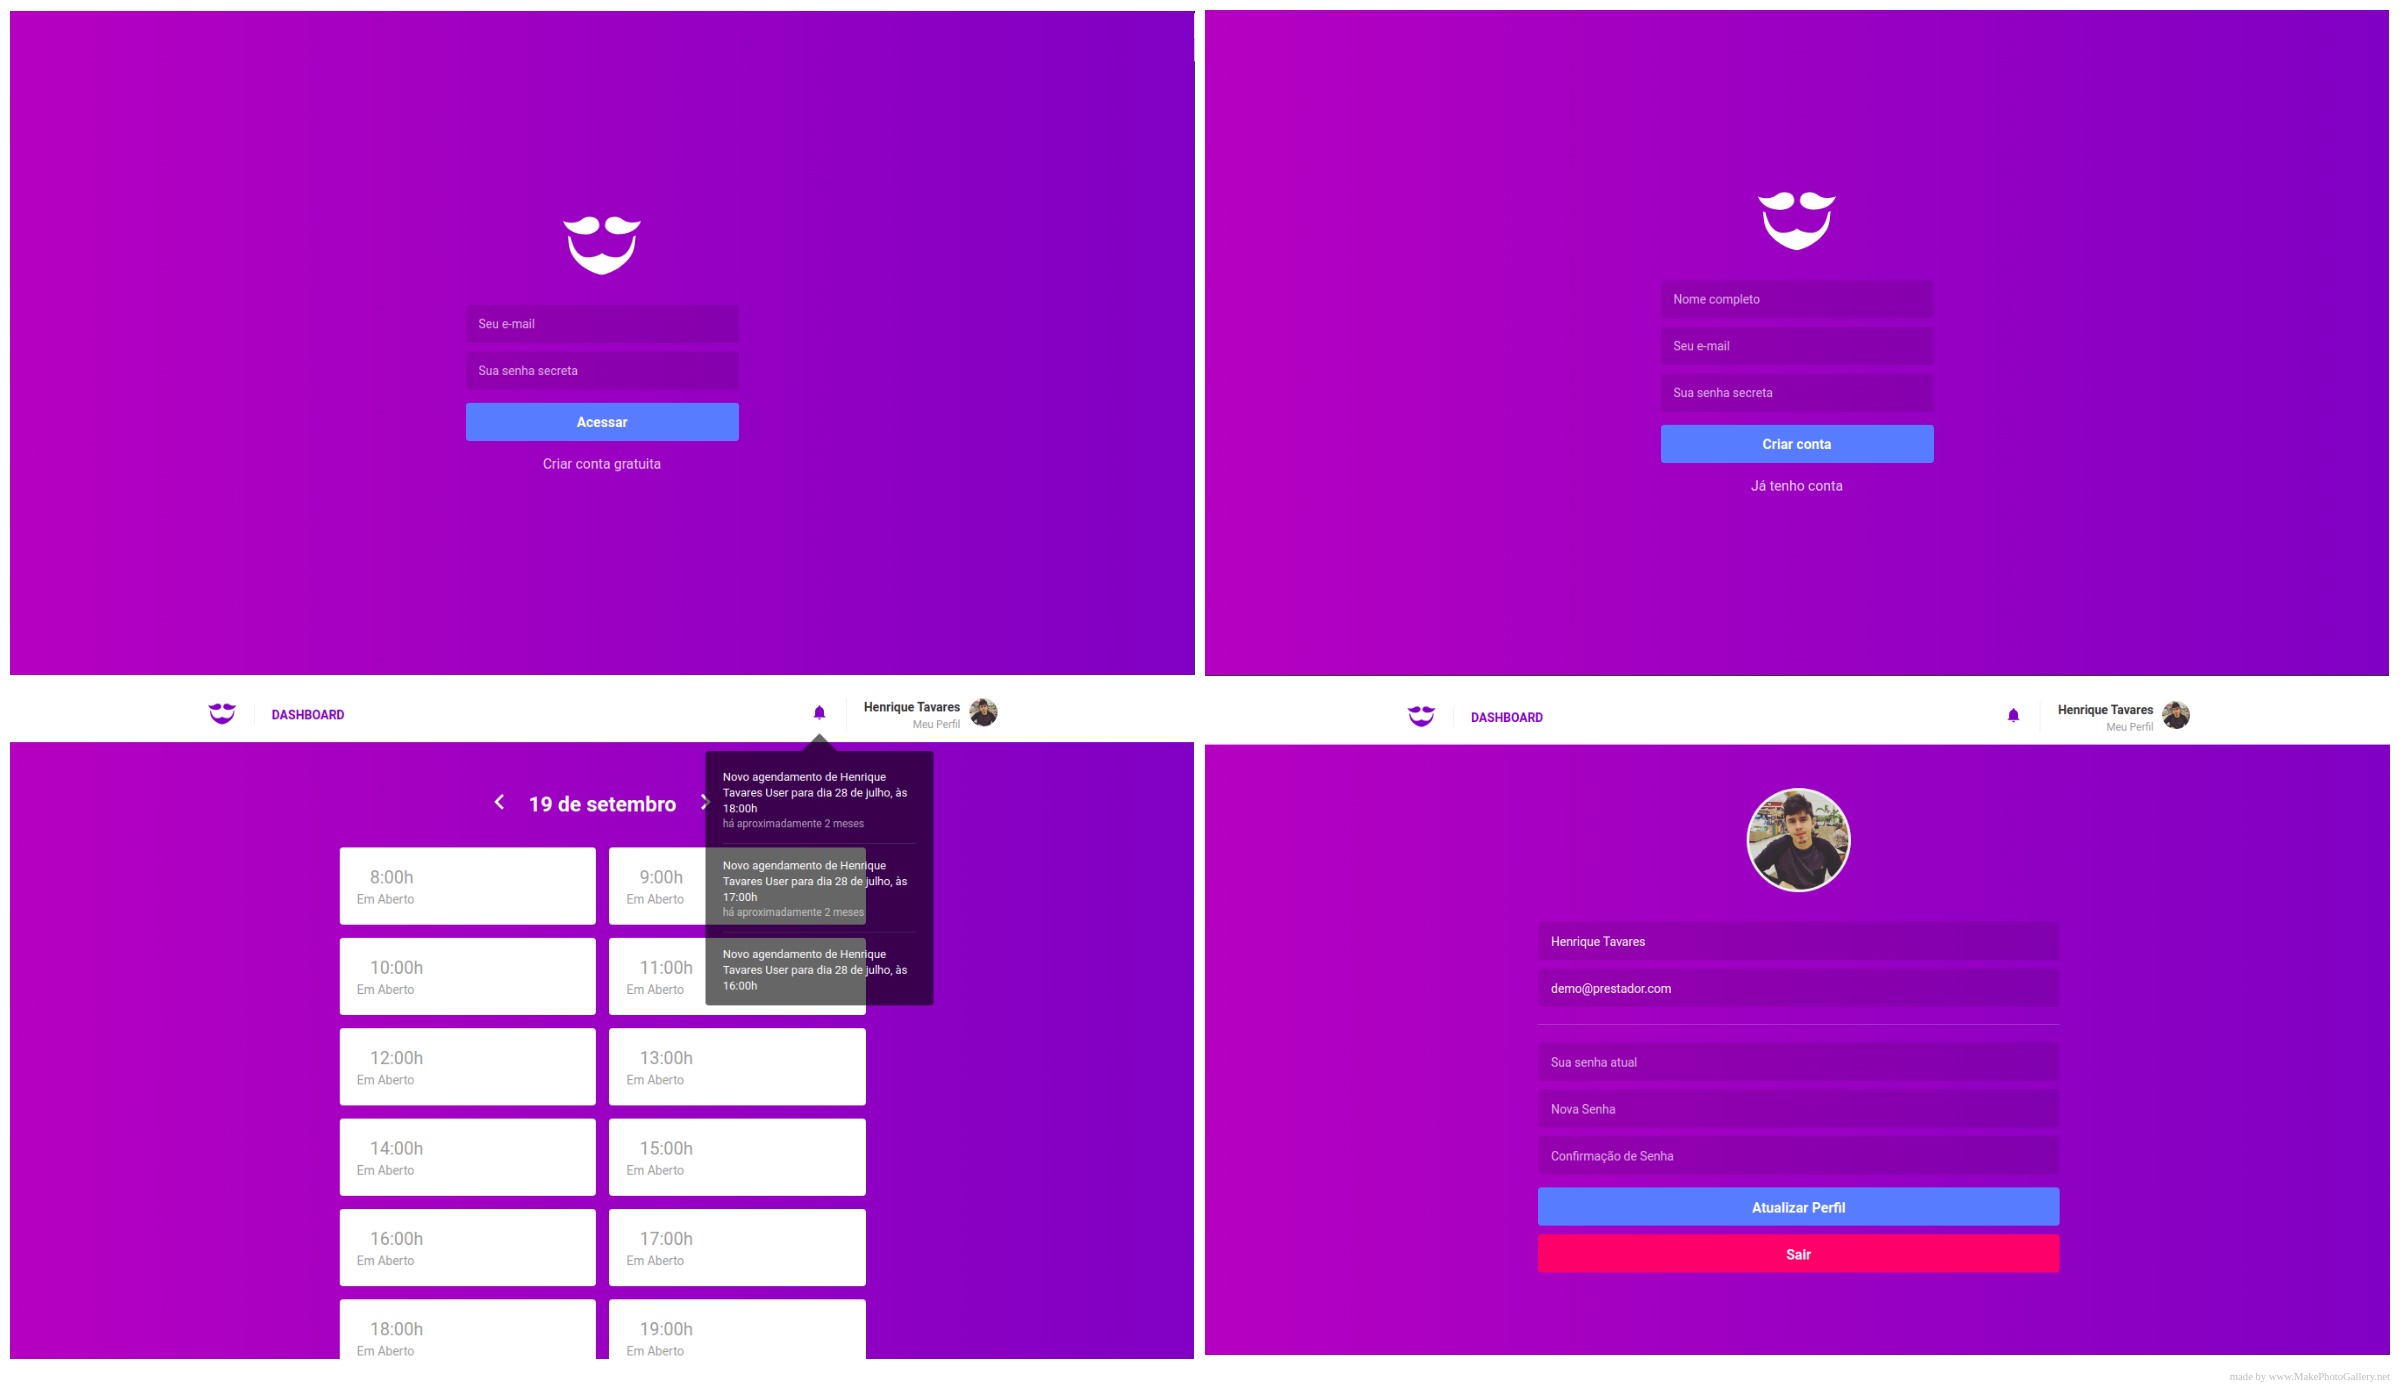 Seu e-mail
Sua senha secreta
Acessar
Criar conta gratuita
Nome completo
Seu e-mail
Sua senha secreta
Criar conta
Já tenho conta
DASHBOARD
Henrique Tavares
Meu Perfil
19 de setembro
Novo agendamento de Henrique
Tavares User para dia 28 de julho, às
18:00h
há aproximadamente 2 meses
Novo agendamento de Henrique
Tavares User para dia 28 de julho, às
17:00h
há aproximadamente 2 meses
Novo agendamento de Henrique
Tavares User para dia 28 de julho, às
16:00h
8:00h
Em Aberto
9:00h
Em Aberto
10:00h
Em Aberto
11:00h
Em Aberto
12:00h
Em Aberto
13:00h
Em Aberto
14:00h
Em Aberto
15:00h
Em Aberto
16:00h
Em Aberto
17:00h
Em Aberto
18:00h
Em Aberto
19:00h
Em Aberto
DASHBOARD
Henrique Tavares
Meu Perfil
Henrique Tavares
demo@prestador.com
Sua senha atual
Nova Senha
Confirmação de Senha
Atualizar Perfil
Sair
made by www.MakePhotoGallery.net